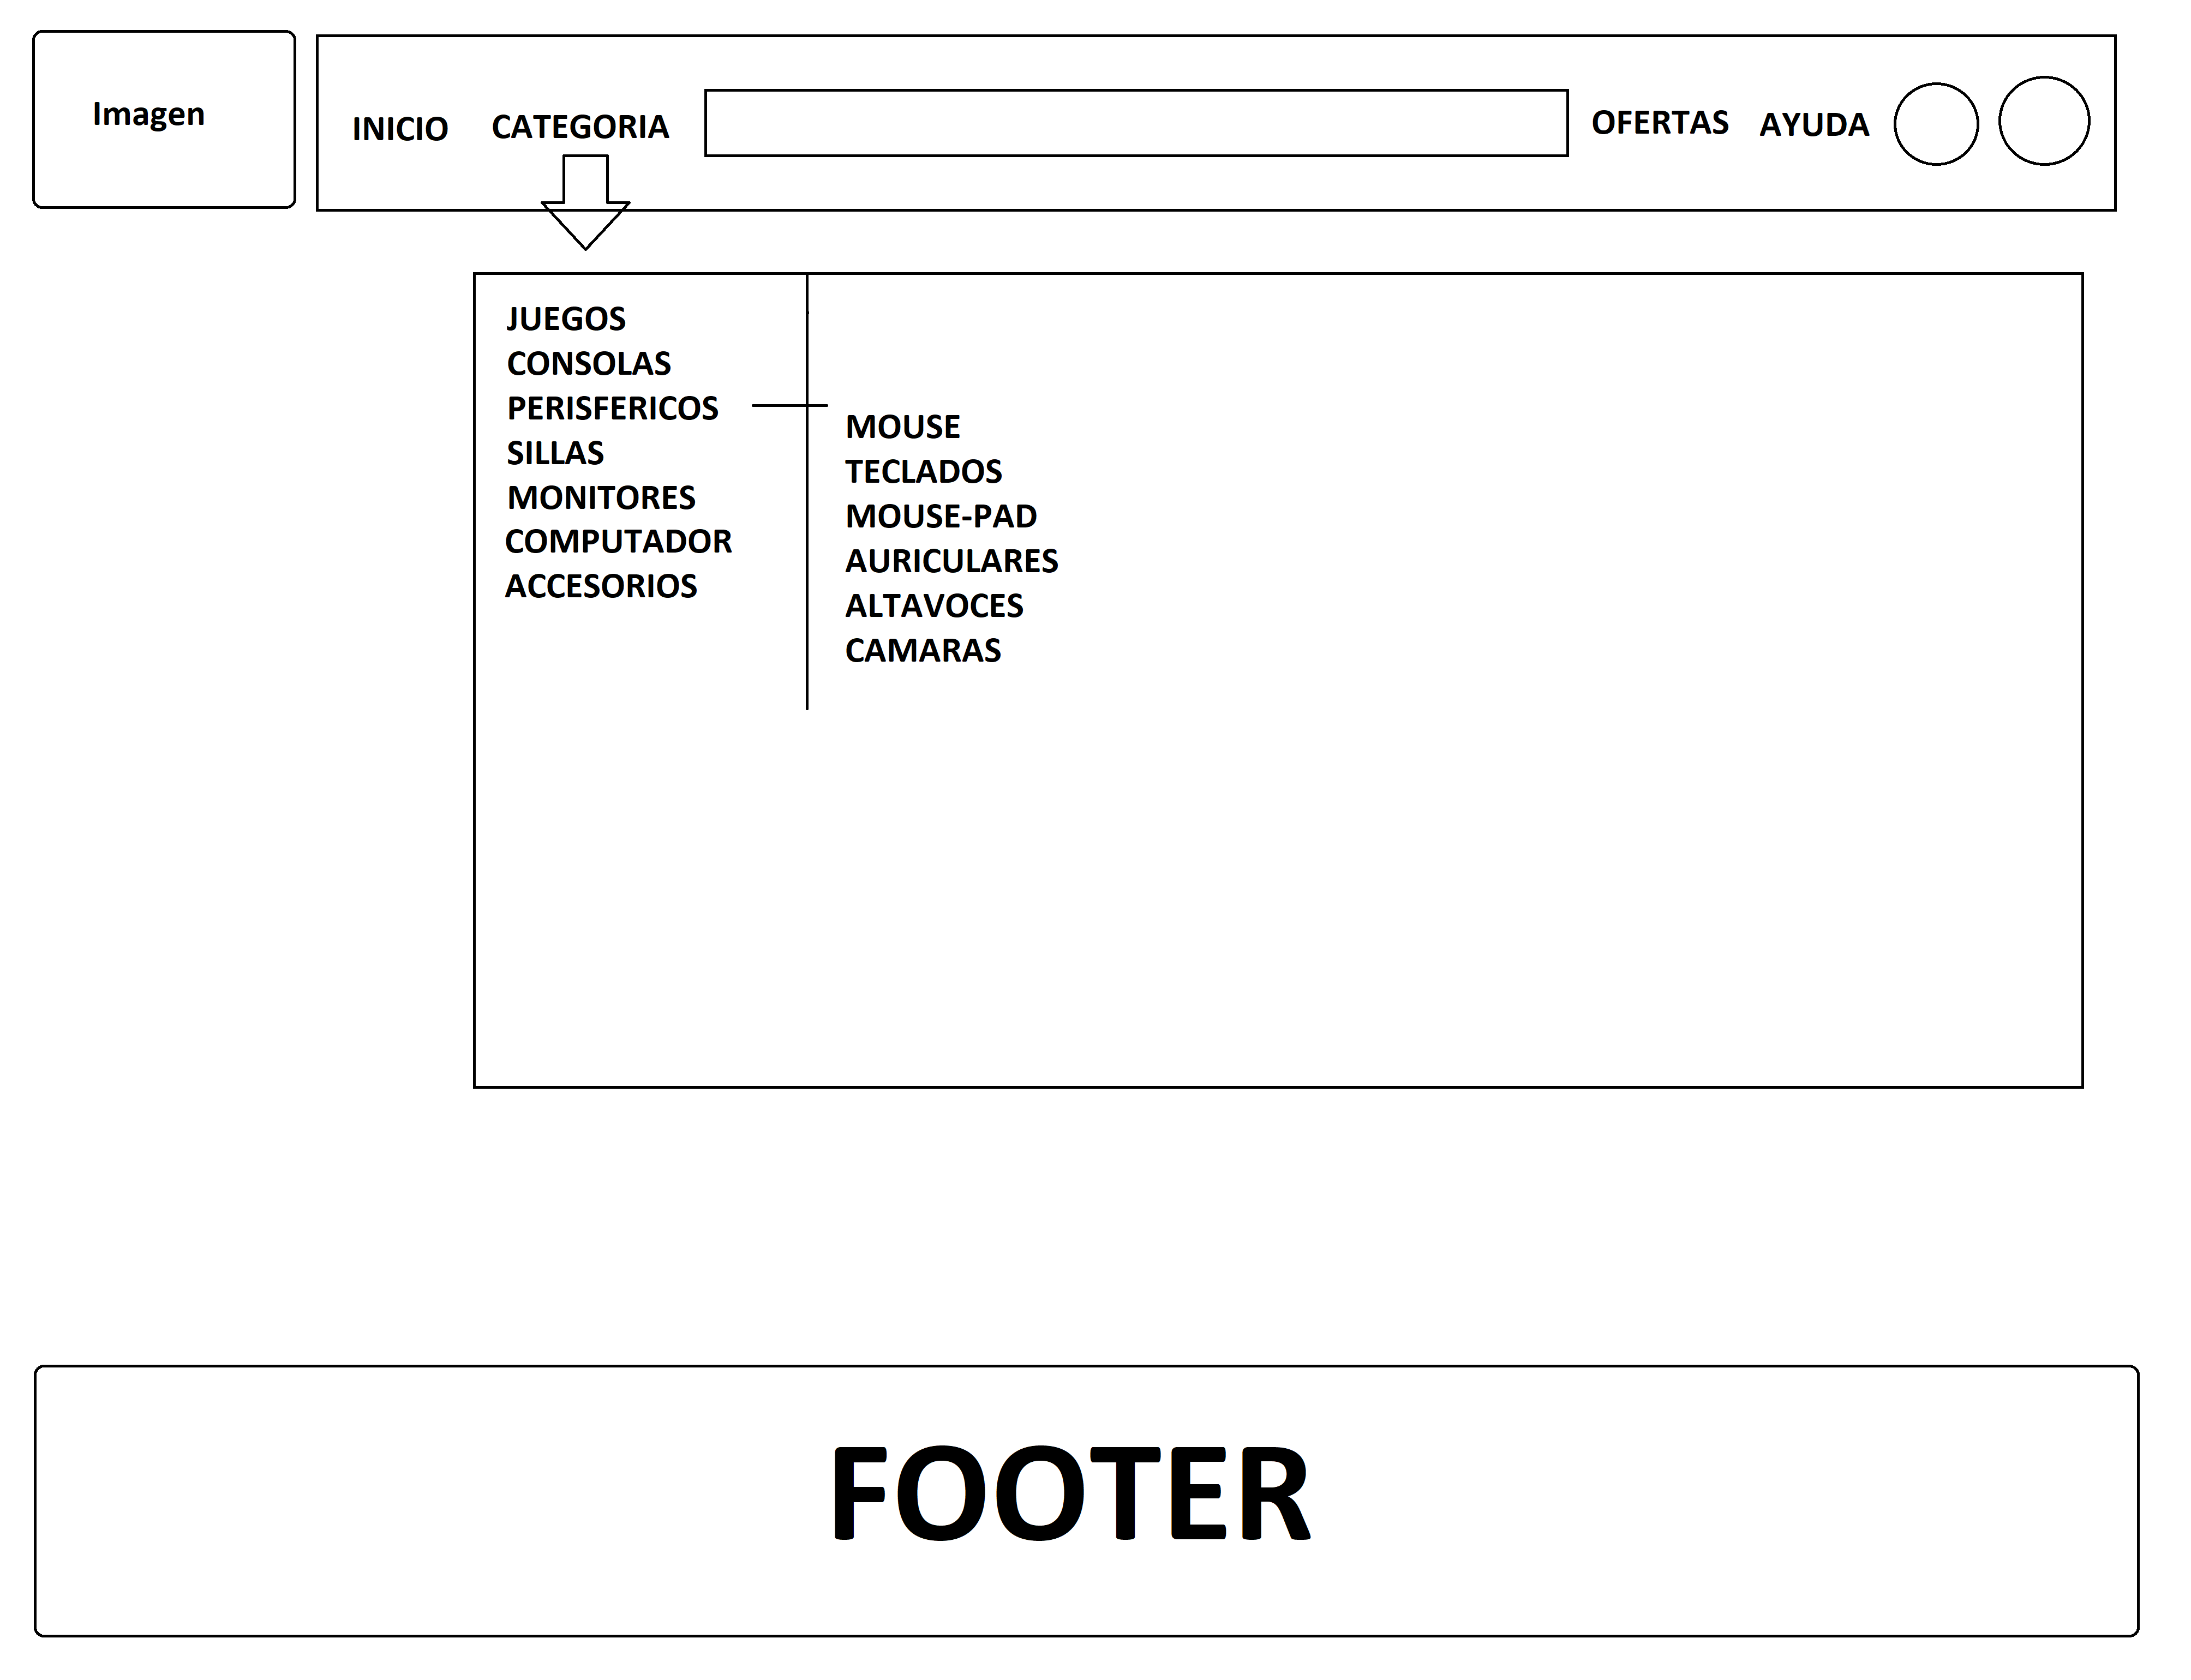 Imagen
INICIO
CATEGORIA
OFERTAS
AYUDA
JUEGOS
CONSOLAS
PERISFERICOS
SILLAS
MONITORES
COMPUTADOR
ACCESORIOS
MOUSE
TECLADOS
MOUSE-PAD
AURICULARES
ALTAVOCES
CAMARAS
FOOTER